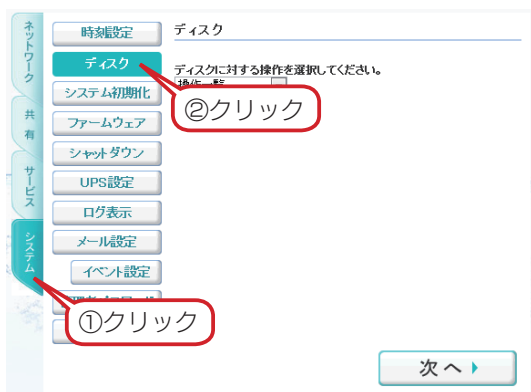 ネットワーク
共有
サービス
システム
時刻設定
ディスク
システム初期化
ファームウェア
シャットダウン
UPS設定
ログ表示
メール設定
イベント設定
ディスク
ディスクに対する操作を選択してください。
操作一覧
②クリック
①クリック
次へ